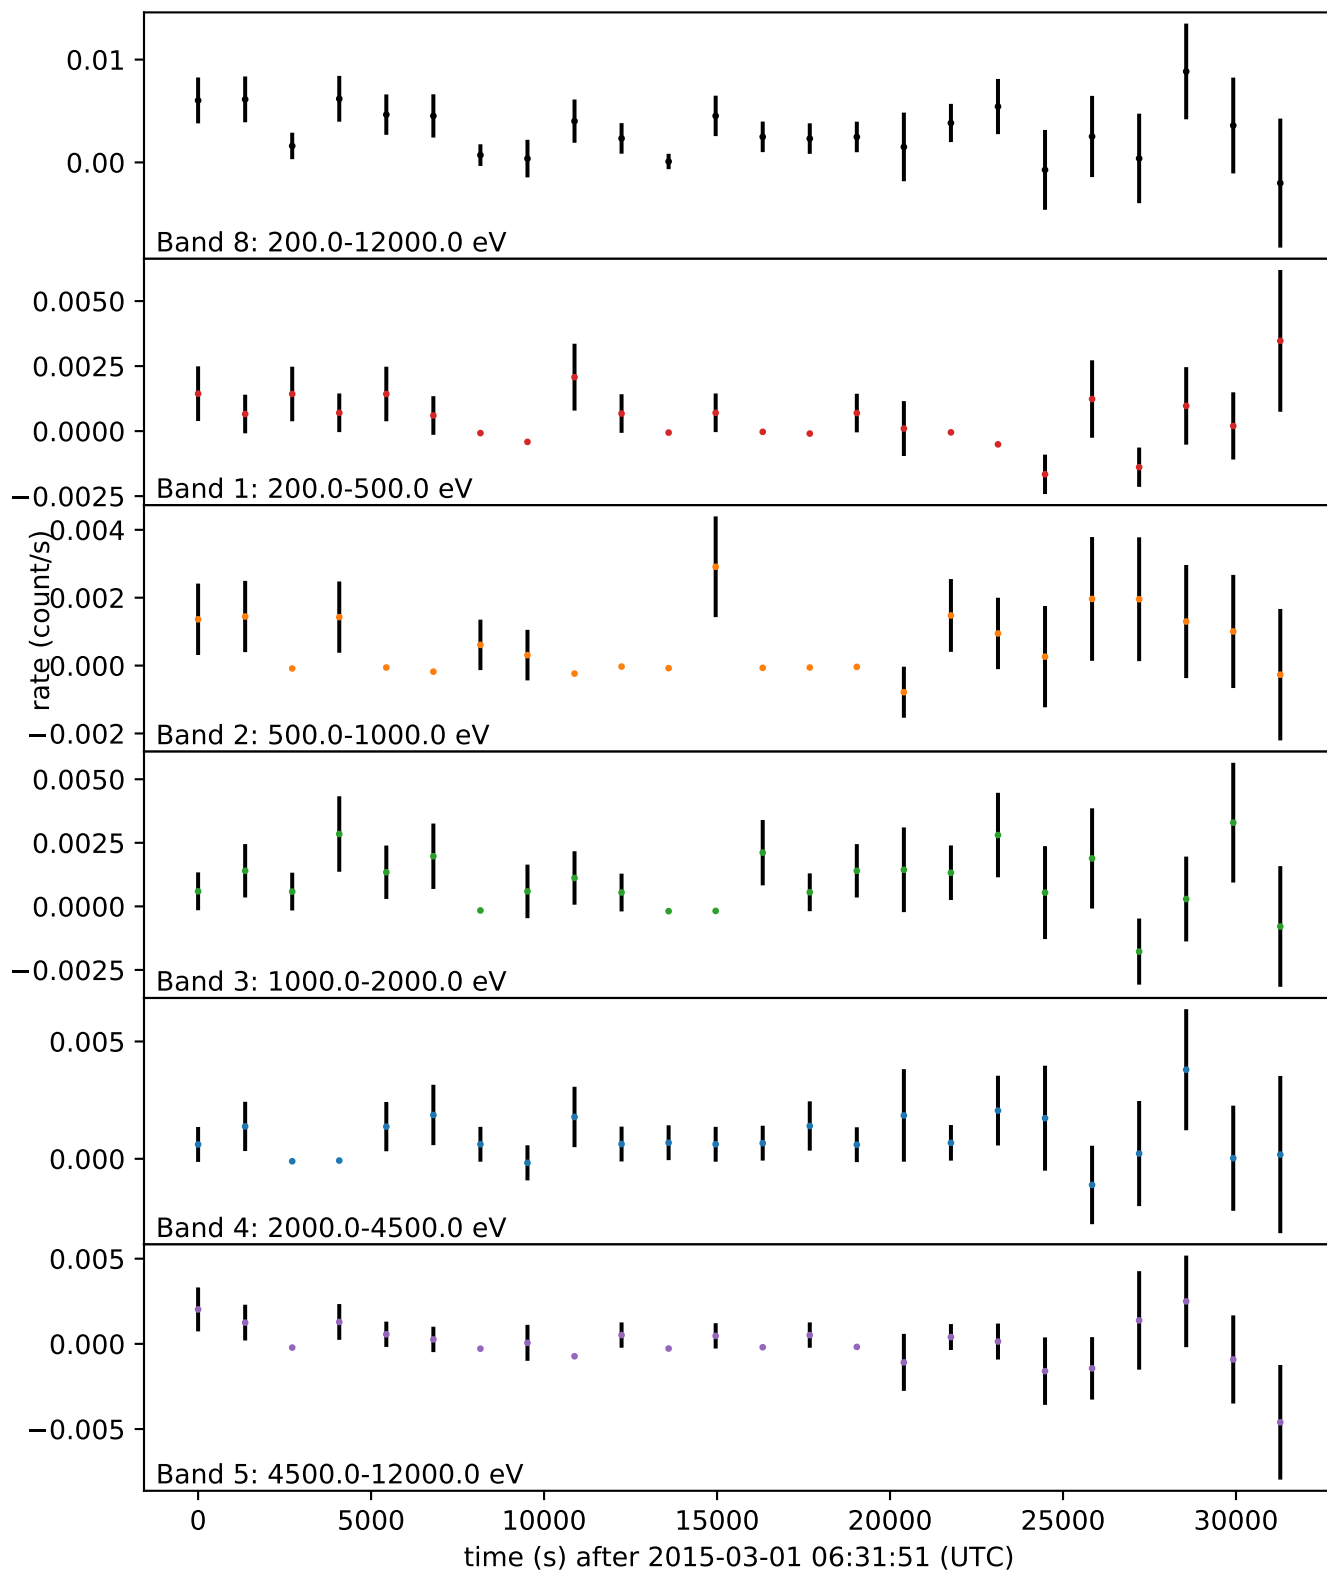 0.01
0.00
Band 8: 200.0-12000.0 eV
0.0050
0.0025
0.0000
−0.0025
Band 1: 200.0-500.0 eV
rate (count/s)
0.004
0.002
0.000
−0.002
Band 2: 500.0-1000.0 eV
0.0050
0.0025
0.0000
−0.0025
Band 3: 1000.0-2000.0 eV
0.005
0.000
Band 4: 2000.0-4500.0 eV
0.005
0.000
−0.005
Band 5: 4500.0-12000.0 eV
0 5000 10000 15000 20000 25000 30000
time (s) after 2015-03-01 06:31:51 (UTC)